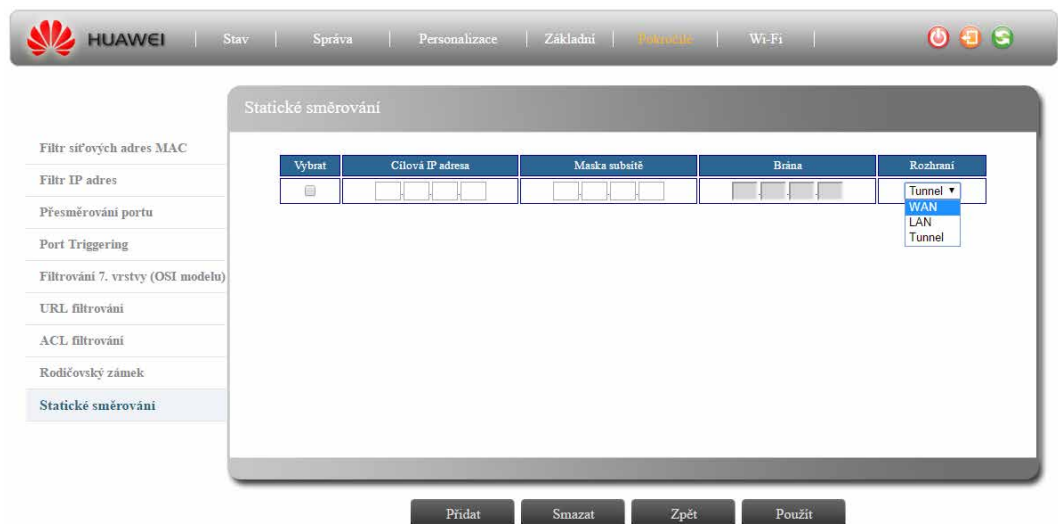 HUAWEI | Stav | Správa | Personalizace | Základní | Pokročilé | Wi-Fi |
Statické směrování
Filtr síťových adres MAC
Filtr IP adres
Přesměrování portu
Port Triggering
Filtrování 7. vrstvy (OSI modelu)
URL filtrování
ACL filtrování
Rodičovský zámek
Statické směrování
Vybrat Cílová IP adresa Maska subsítě Brána Rozhraní
Tunnel
WAN
LAN
Tunnel
Přidat Smazat Zpět Použít